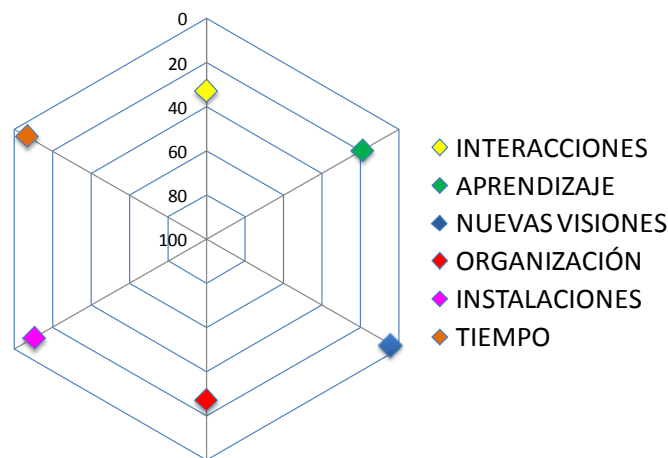 0
20
40
60
80
100
INTERACCIONES
APRENDIZAJE
NUEVAS VISIONES
ORGANIZACIÓN
INSTALACIONES
TIEMPO